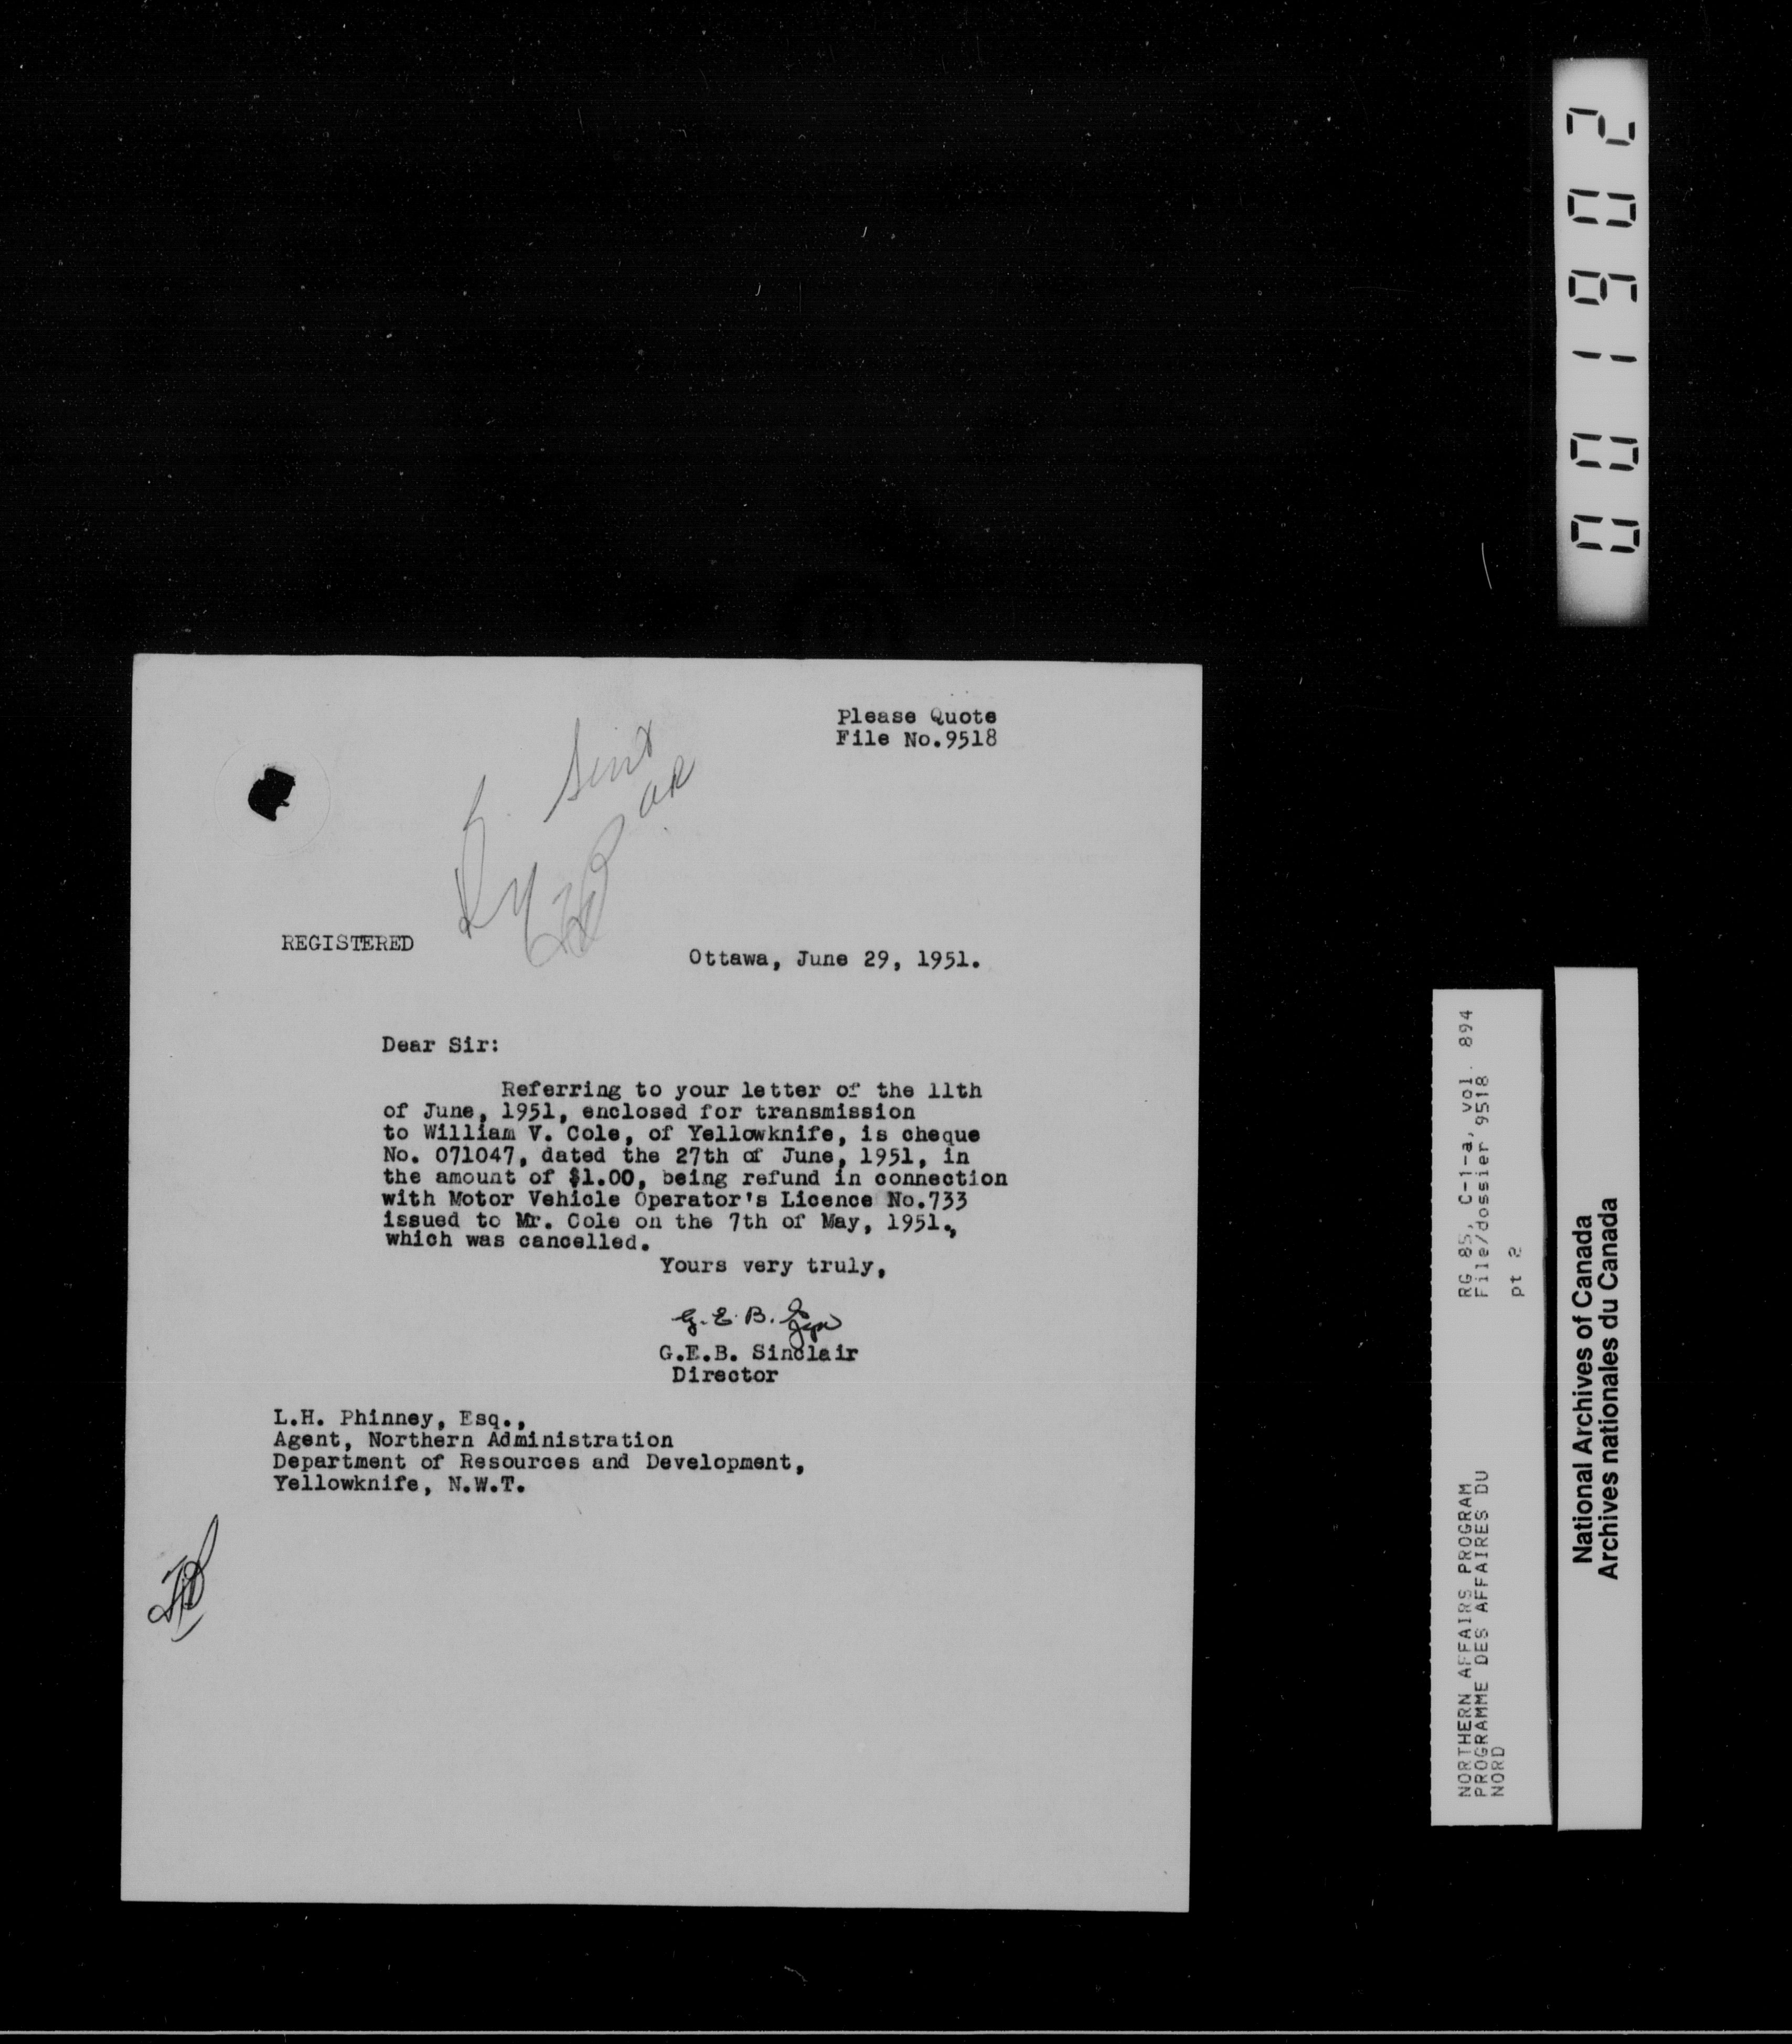 Please Quote
File No.9518
Sent
REGISTERED
Ottawa, June 29, 1951.
Dear Sir:
Referring to your letter of the 11th
of June, 1951, enclosed for transmission
to William V. Cole, of Yellowknife, is cheque
No. 071047, dated the 27th of June, 1951, in
the amount of $1.00, being refund in connection
with Motor Vehicle Operator's Licence No.733
issued to Mr. Cole on the 7th of May, 1951.,
which was cancelled.
Yours very truly,
G. E. B.
G.E.B. Sinclair
Director
L.H. Phinney, Esq.,
Agent, Northern Administration
Department of Resources and Development,
Yellowknife, N.W.T.
001902
RG 85, C-1-a, vol. 894
File/dossier 9518
pt 2
NORTHERN AFFAIRS PROGRAM
PROGRAMME DES AFFAIRES DU
NORD
National Archives of Canada
Archives nationales du Canada